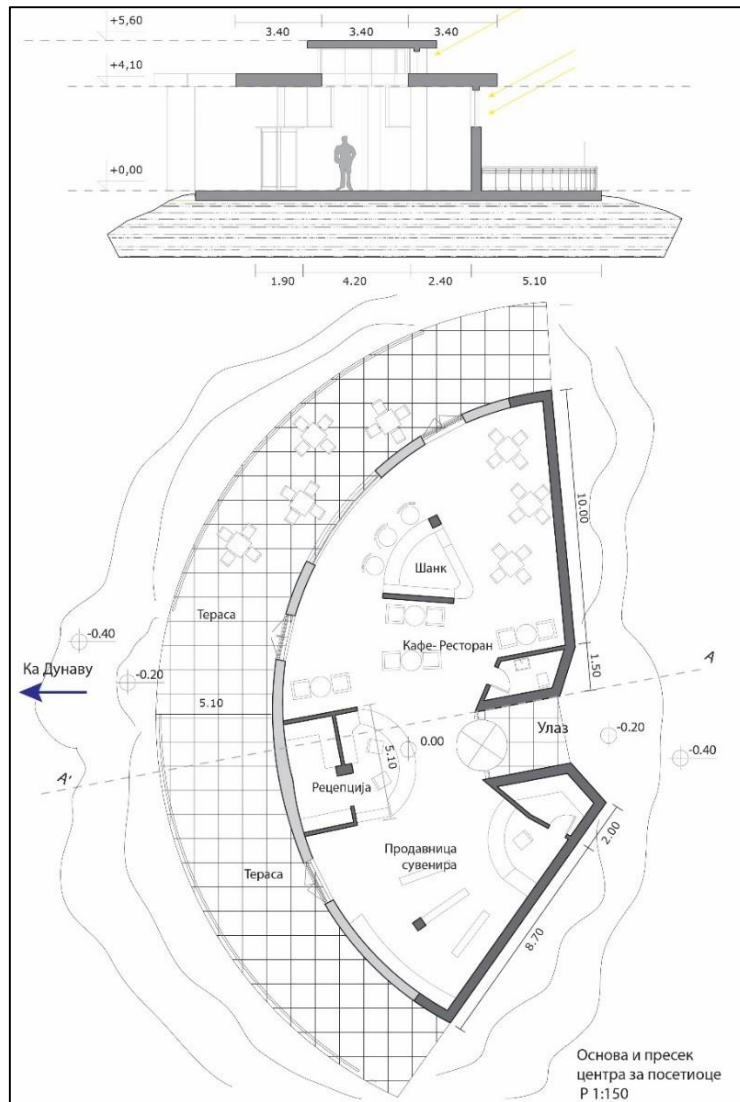 3.40 3.40 3.40
+5,60
+4,10
+0,00
1.90 4.20 2.40 5.10
10.00
Шанк
Тераса
-0.40
Кафе- Ресторан
1.50
Ка Дунаву
-0.20
A
5.10
Улаз
-0.20
0.00
5.10
-0.40
A'
Рецепција
2.00
Продавница
сувенира
Тераса
8.70
Основа и пресек
центра за посетиоце
Р 1:150